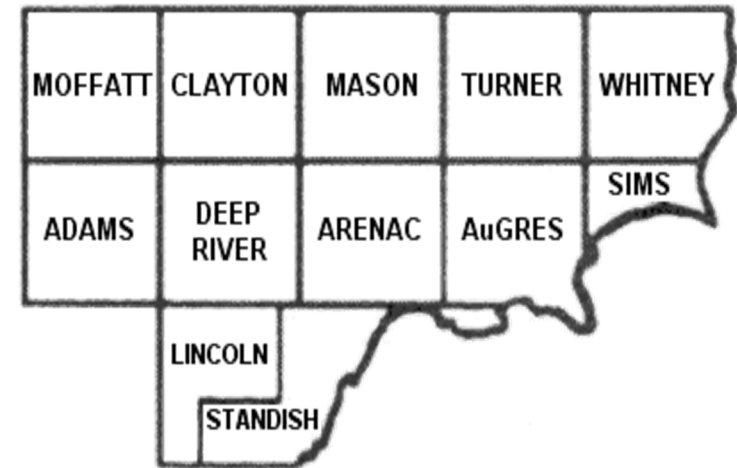 MOFFATT CLAYTON MASON TURNER WHITNEY
SIMS
ADAMS DEEP RIVER ARENAC AuGRES
LINCOLN
STANDISH